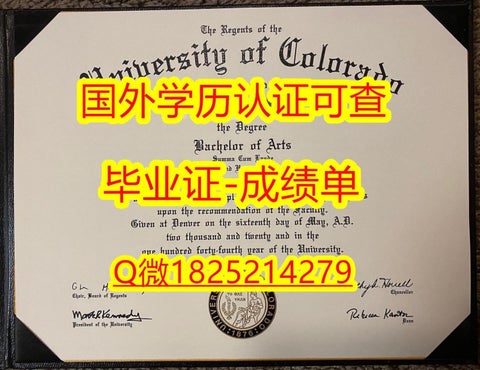 The Regents of the
University of Colorado
国外学历认证可查
the Degree
Bachelor of Arts
Summa Cum Laude
毕业证-成绩单
upon the recommendation of the Faculty.
Given at Denver on the sixteenth day of May, A.D.
two thousand and twenty and in the
one hundred forty-fourth year of the University.
Q微1825214279
Chair, Board of Regents
Chancellor
President of the University
Dean